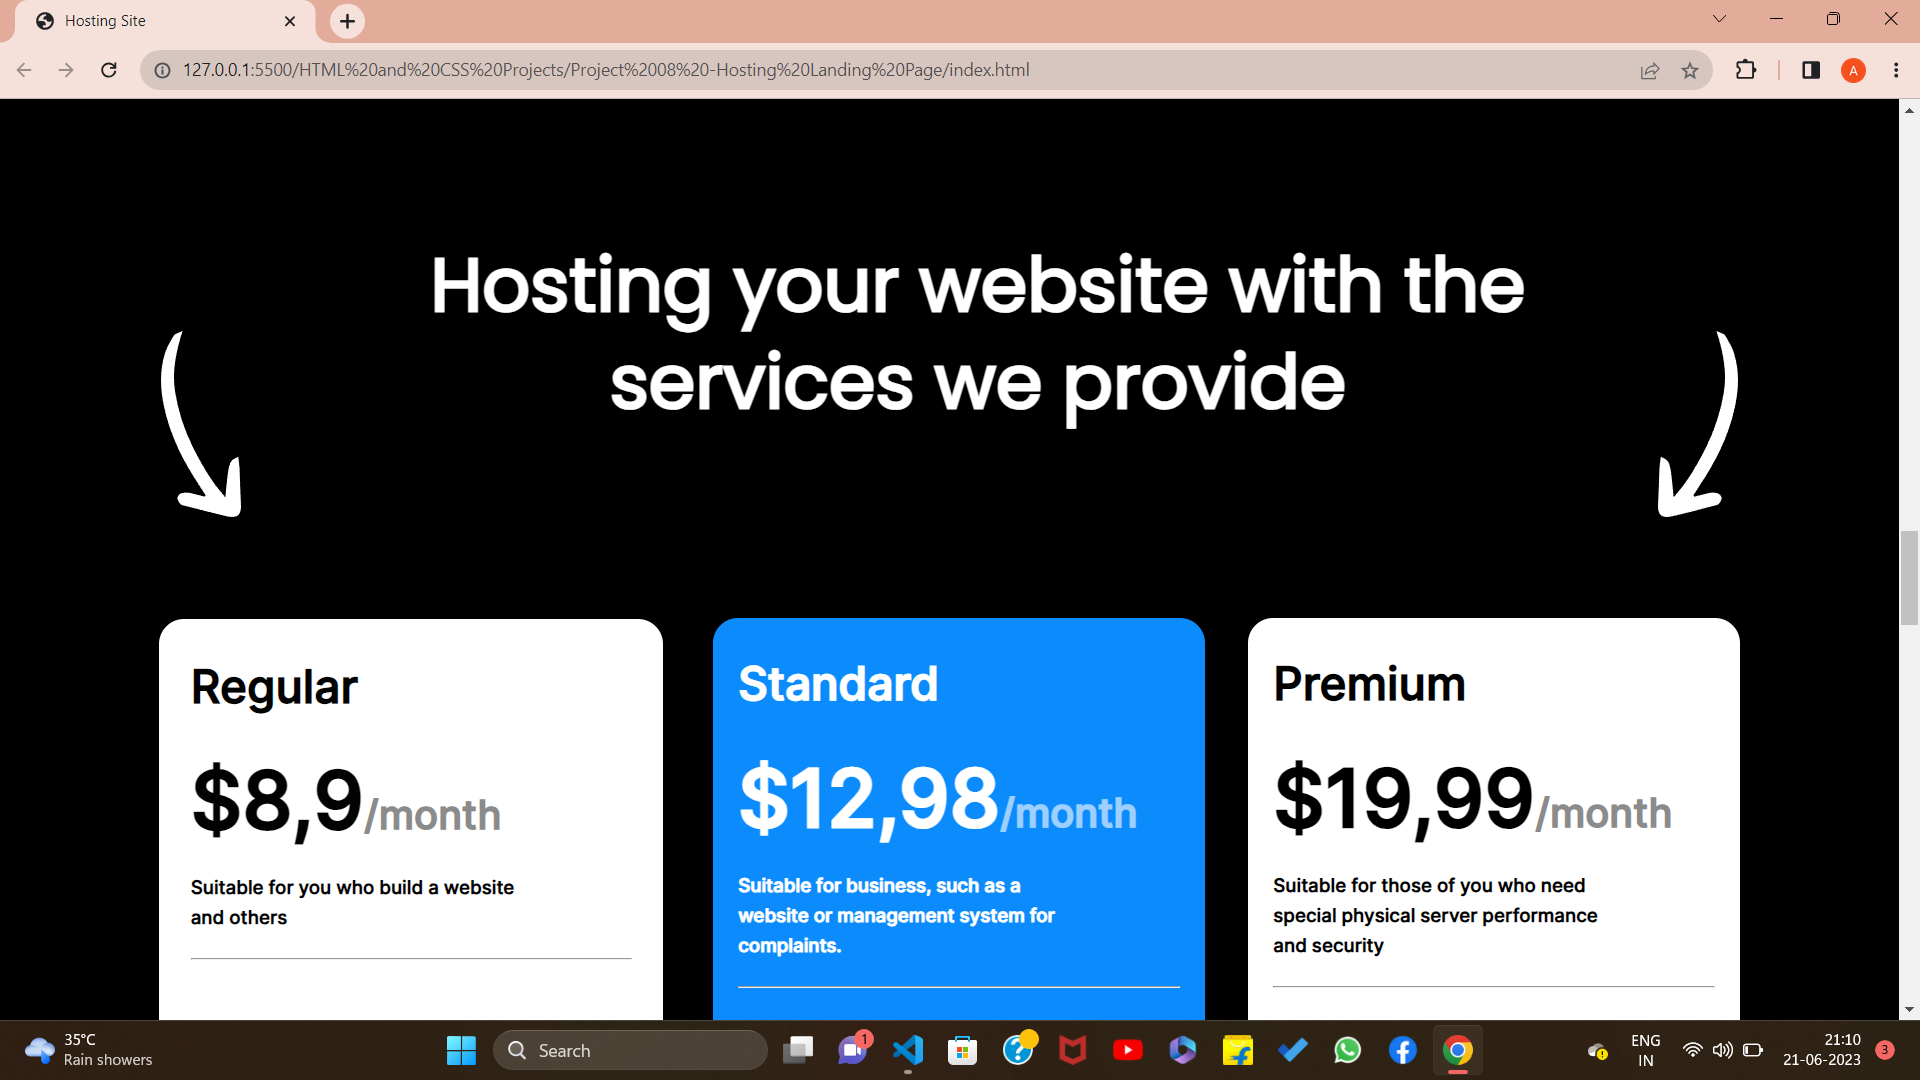 Hosting Site
127.0.0.1:5500/HTML%20and%20CSS%20Projects/Project%2008%20-Hosting%20Landing%20Page/index.html
A
Hosting your website with the
services we provide
Regular
$8,9/month
Suitable for you who build a website
and others
Standard
$12,98/month
Suitable for business, such as a
website or management system for
complaints.
Premium
$19,99/month
Suitable for those of you who need
special physical server performance
and security
35°C
Rain showers
Search
1
ENG
IN
21:10
21-06-2023
3